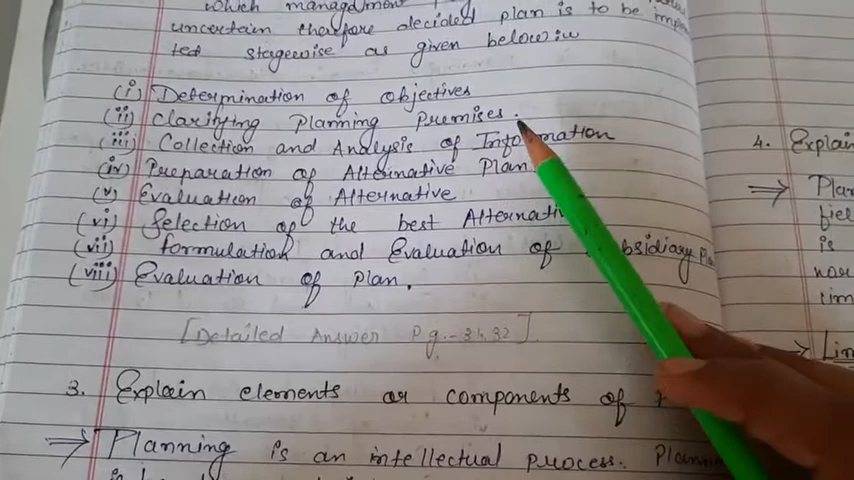 which management
uncertain therefore decided plan is to be
ted stagewise as given below:
(i) Determination of objectives
(ii) Clarifying Planning Premises.
(iii) Collection and Analysis of Information
(iv) Preparation of Alternative Plan
(v) Evaluation of Alternative
(vi) Selection of the best
(vii) formulation and Evaluation of
(viii) Evaluation of plan.
[Detailed Answer Pg.-31,32]
3. Explain elements or components of
⇒ Planning is an intellectual process.
4. Explain
⇒
is